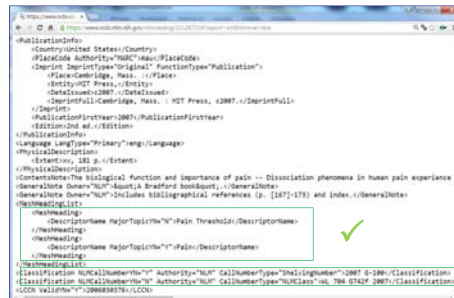 https://www.ncbi.nlm.nih.gov
<PublicationInfo>
<Country>United States</Country>
<PlaceCode Authority="MARC">mau</PlaceCode>
<Imprint ImprintType="Original" FunctionType="Publication">
<Place>Cambridge, Mass. :</Place>
<Entity>MIT Press,</Entity>
<DateIssued>c2007.</DateIssued>
<ImprintFull>Cambridge, Mass. : MIT Press, c2007.</ImprintFull>
</Imprint>
<PublicationFirstYear>2007</PublicationFirstYear>
<Edition>2nd ed.</Edition>
</PublicationInfo>
<Language LangType="Primary">eng</Language>
<PhysicalDescription>
<Extent>xv, 181 p.</Extent>
</PhysicalDescription>
<ContentsNote>The biological function and importance of pain -- Dissociation phenomena in human pain experience
<GeneralNote Owner="NLM">&quot;A Bradford book&quot;.</GeneralNote>
<GeneralNote Owner="NLM">Includes bibliographical references (p. [167]-173) and index.</GeneralNote>
<MeshHeadingList>
<MeshHeading>
<DescriptorName MajorTopicYN="N">Pain Threshold</DescriptorName>
</MeshHeading>
<MeshHeading>
<DescriptorName MajorTopicYN="Y">Pain</DescriptorName>
</MeshHeading>
</MeshHeadingList>
<Classification NLMCallNumberYN="Y" Authority="NLM" CallNumberType="ShelvingNumber">2007 G-100</Classification>
<Classification NLMCallNumberYN="Y" Authority="NLM" CallNumberType="NLMClass">WL 704 G742f 2007</Classification>
<LCCN ValidYN="Y">2006030376</LCCN>